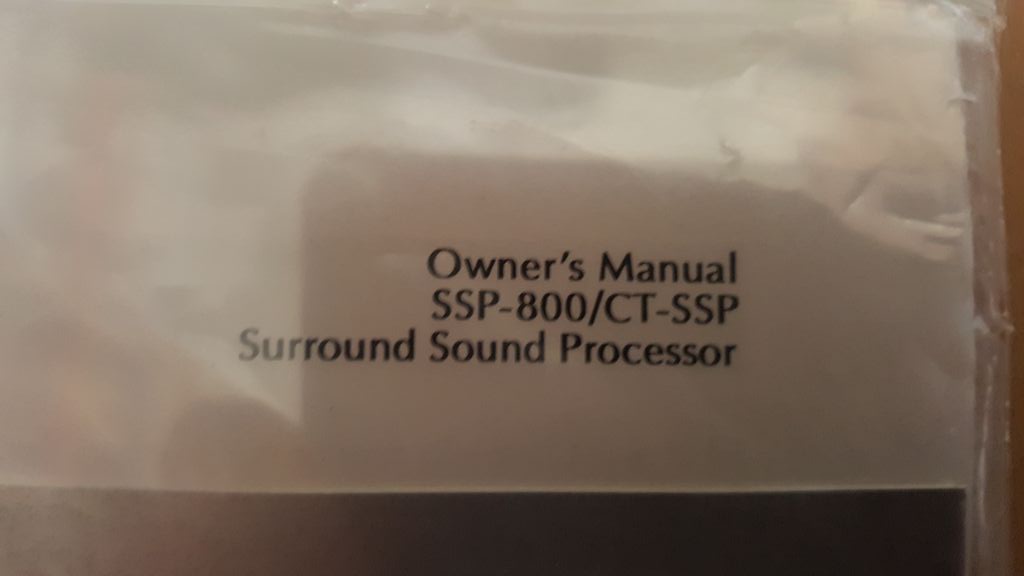 Owner's Manual
SSP-800/CT-SSP
Surround Sound Processor